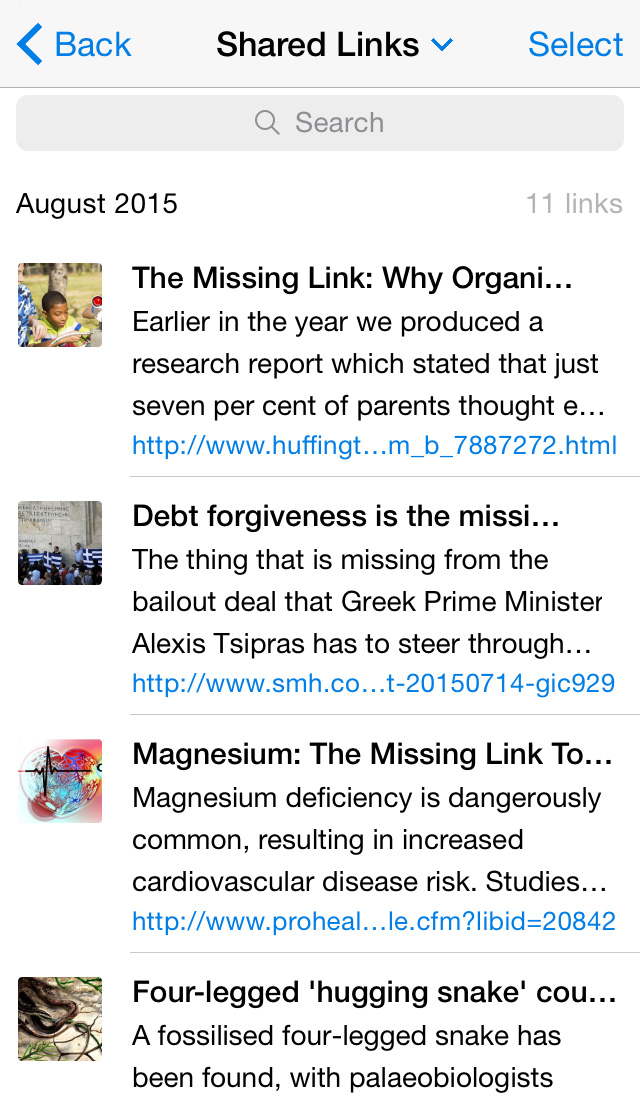 Back Shared Links Select
Search
August 2015 11 links
The Missing Link: Why Organi...
Earlier in the year we produced a
research report which stated that just
seven per cent of parents thought e...
http://www.huffingt...m_b_7887272.html
Debt forgiveness is the missi...
The thing that is missing from the
bailout deal that Greek Prime Minister
Alexis Tsipras has to steer through...
http://www.smh.co...t-20150714-gic929
Magnesium: The Missing Link To...
Magnesium deficiency is dangerously
common, resulting in increased
cardiovascular disease risk. Studies...
http://www.proheal...le.cfm?libid=20842
Four-legged 'hugging snake' cou...
A fossilised four-legged snake has
been found, with palaeobiologists